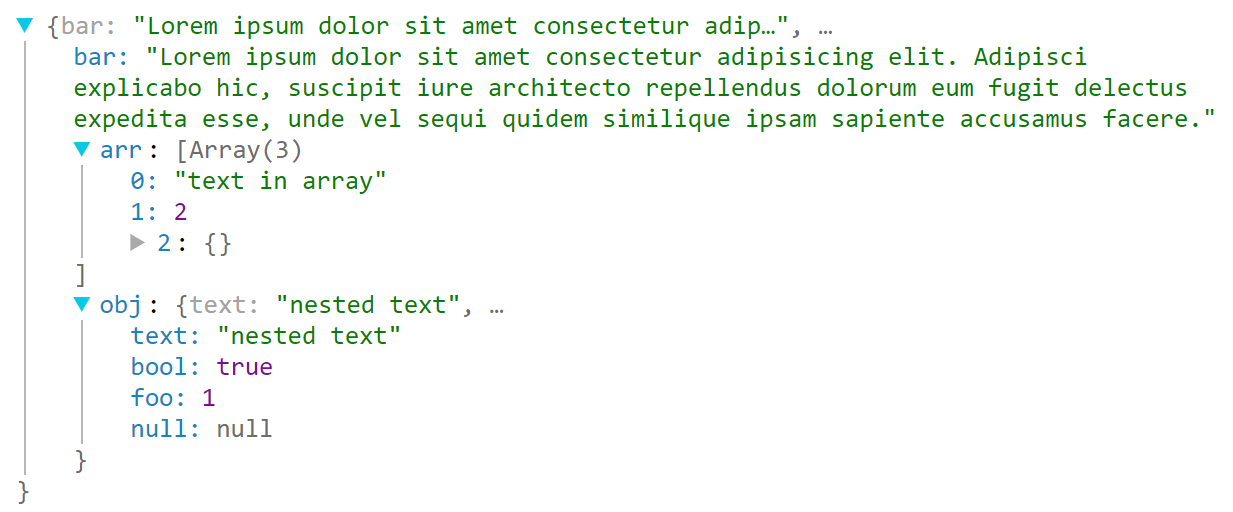 ▼ {bar: "Lorem ipsum dolor sit amet consectetur adip…", …
bar: "Lorem ipsum dolor sit amet consectetur adipisicing elit. Adipisci
explicabo hic, suscipit iure architecto repellendus dolorum eum fugit delectus
expedita esse, unde vel sequi quidem similique ipsam sapiente accusamus facere."
▼ arr: [Array(3)
0: "text in array"
1: 2
▶ 2: {}
]
▼ obj: {text: "nested text", …
text: "nested text"
bool: true
foo: 1
null: null
}
}